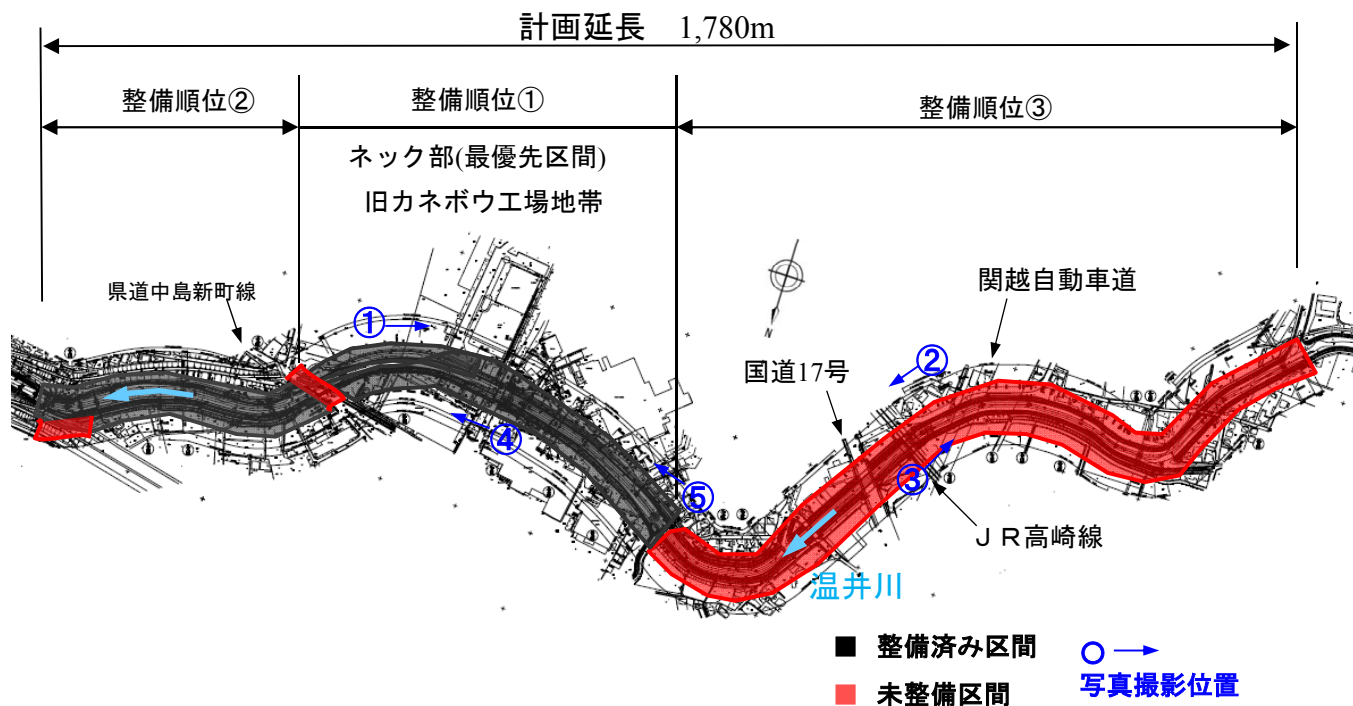 計画延長 1,780m
整備順位②
整備順位①
整備順位③
ネック部(最優先区間)
旧カネボウ工場地帯
県道中島新町線
関越自動車道
国道17号
N
①
②
③
④
⑤
JR高崎線
温井川
整備済み区間
未整備区間
写真撮影位置